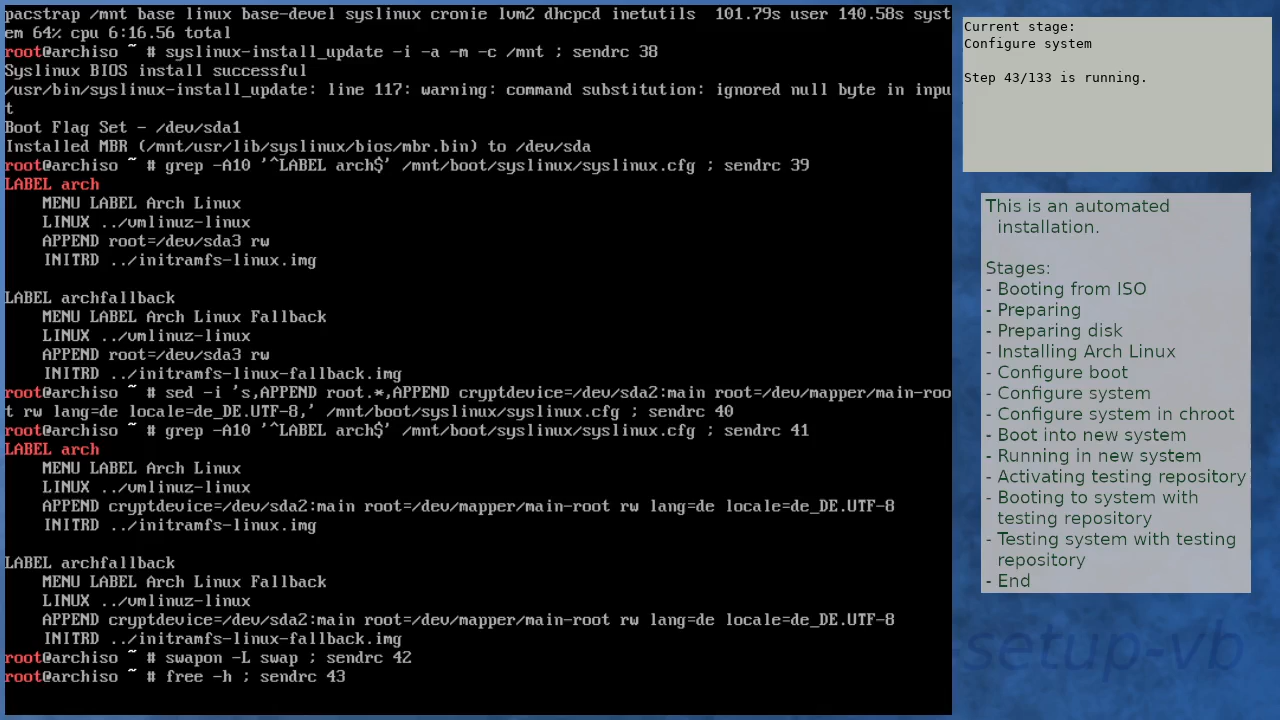 pacstrap /mnt base linux base-devel syslinux cronie lvm2 dhcpcd inetutils  101.79s user 140.58s syst
em 64% cpu 6:16.56 total
root@archiso ~ # syslinux-install_update -i -a -m -c /mnt ; sendrc 38
Syslinux BIOS install successful
/usr/bin/syslinux-install_update: line 117: warning: command substitution: ignored null byte in inpu
t
Boot Flag Set - /dev/sda1
Installed MBR (/mnt/usr/lib/syslinux/bios/mbr.bin) to /dev/sda
root@archiso ~ # grep -A10 '^LABEL arch$' /mnt/boot/syslinux/syslinux.cfg ; sendrc 39
LABEL arch
    MENU LABEL Arch Linux
    LINUX ../vmlinuz-linux
    APPEND root=/dev/sda3 rw
    INITRD ../initramfs-linux.img

LABEL archfallback
    MENU LABEL Arch Linux Fallback
    LINUX ../vmlinuz-linux
    APPEND root=/dev/sda3 rw
    INITRD ../initramfs-linux-fallback.img
root@archiso ~ # sed -i 's,APPEND root.*,APPEND cryptdevice=/dev/sda2:main root=/dev/mapper/main-roo
t rw lang=de locale=de_DE.UTF-8,' /mnt/boot/syslinux/syslinux.cfg ; sendrc 40
root@archiso ~ # grep -A10 '^LABEL arch$' /mnt/boot/syslinux/syslinux.cfg ; sendrc 41
LABEL arch
    MENU LABEL Arch Linux
    LINUX ../vmlinuz-linux
    APPEND cryptdevice=/dev/sda2:main root=/dev/mapper/main-root rw lang=de locale=de_DE.UTF-8
    INITRD ../initramfs-linux.img

LABEL archfallback
    MENU LABEL Arch Linux Fallback
    LINUX ../vmlinuz-linux
    APPEND cryptdevice=/dev/sda2:main root=/dev/mapper/main-root rw lang=de locale=de_DE.UTF-8
    INITRD ../initramfs-linux-fallback.img
root@archiso ~ # swapon -L swap ; sendrc 42
root@archiso ~ # free -h ; sendrc 43
Current stage:
Configure system

Step 43/133 is running.
This is an automated
installation.

Stages:
- Booting from ISO
- Preparing
- Preparing disk
- Installing Arch Linux
- Configure boot
- Configure system
- Configure system in chroot
- Boot into new system
- Running in new system
- Activating testing repository
- Booting to system with
testing repository
- Testing system with testing
repository
- End
-setup-vb